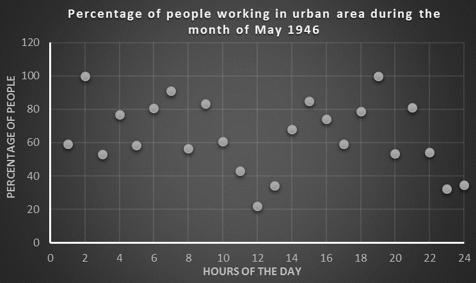 Percentage of people working in urban area during the
month of May 1946
120
100
80
60
40
20
0
PERCENTAGE OF PEOPLE
0 2 4 6 8 10 12 14 16 18 20 22 24
HOURS OF THE DAY